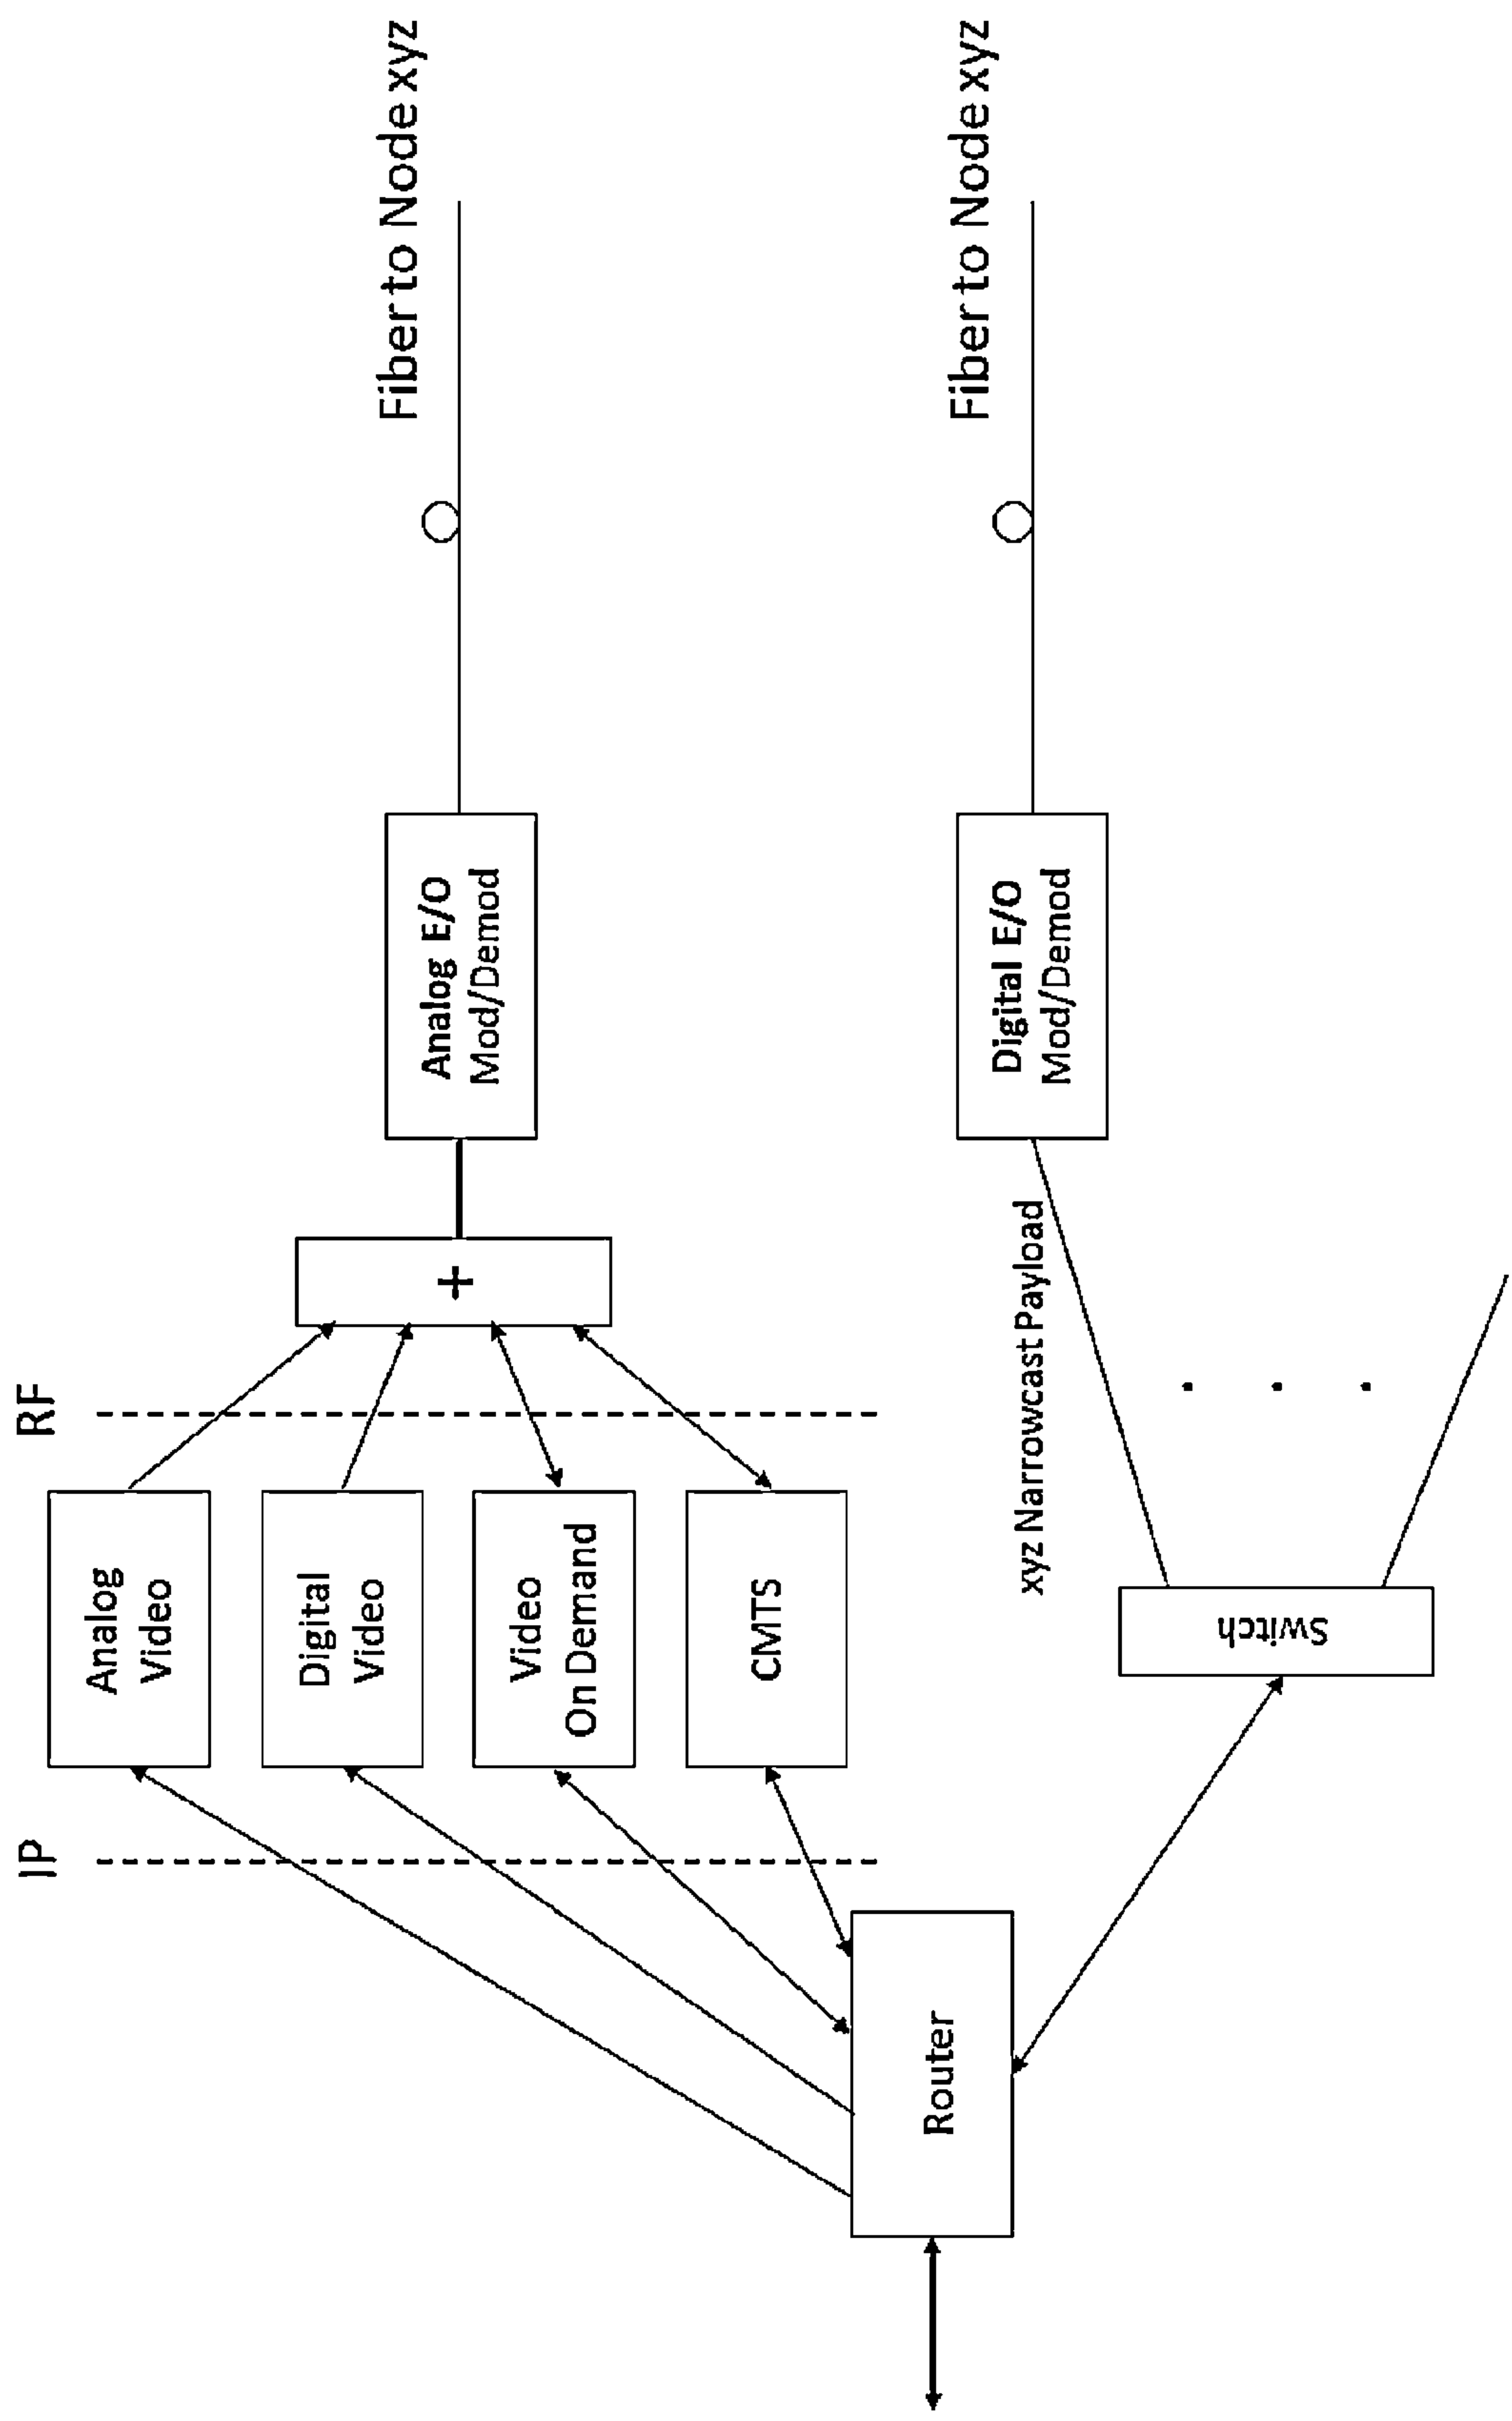 IP
RF
Analog
Video
Digital
Video
Video
On Demand
CMTS
+
Analog E/O
Mod/Demod
Fiber to Node xyz
Router
Switch
xyz Narrowcast Payload
Digital E/O
Mod/Demod
Fiber to Node xyz